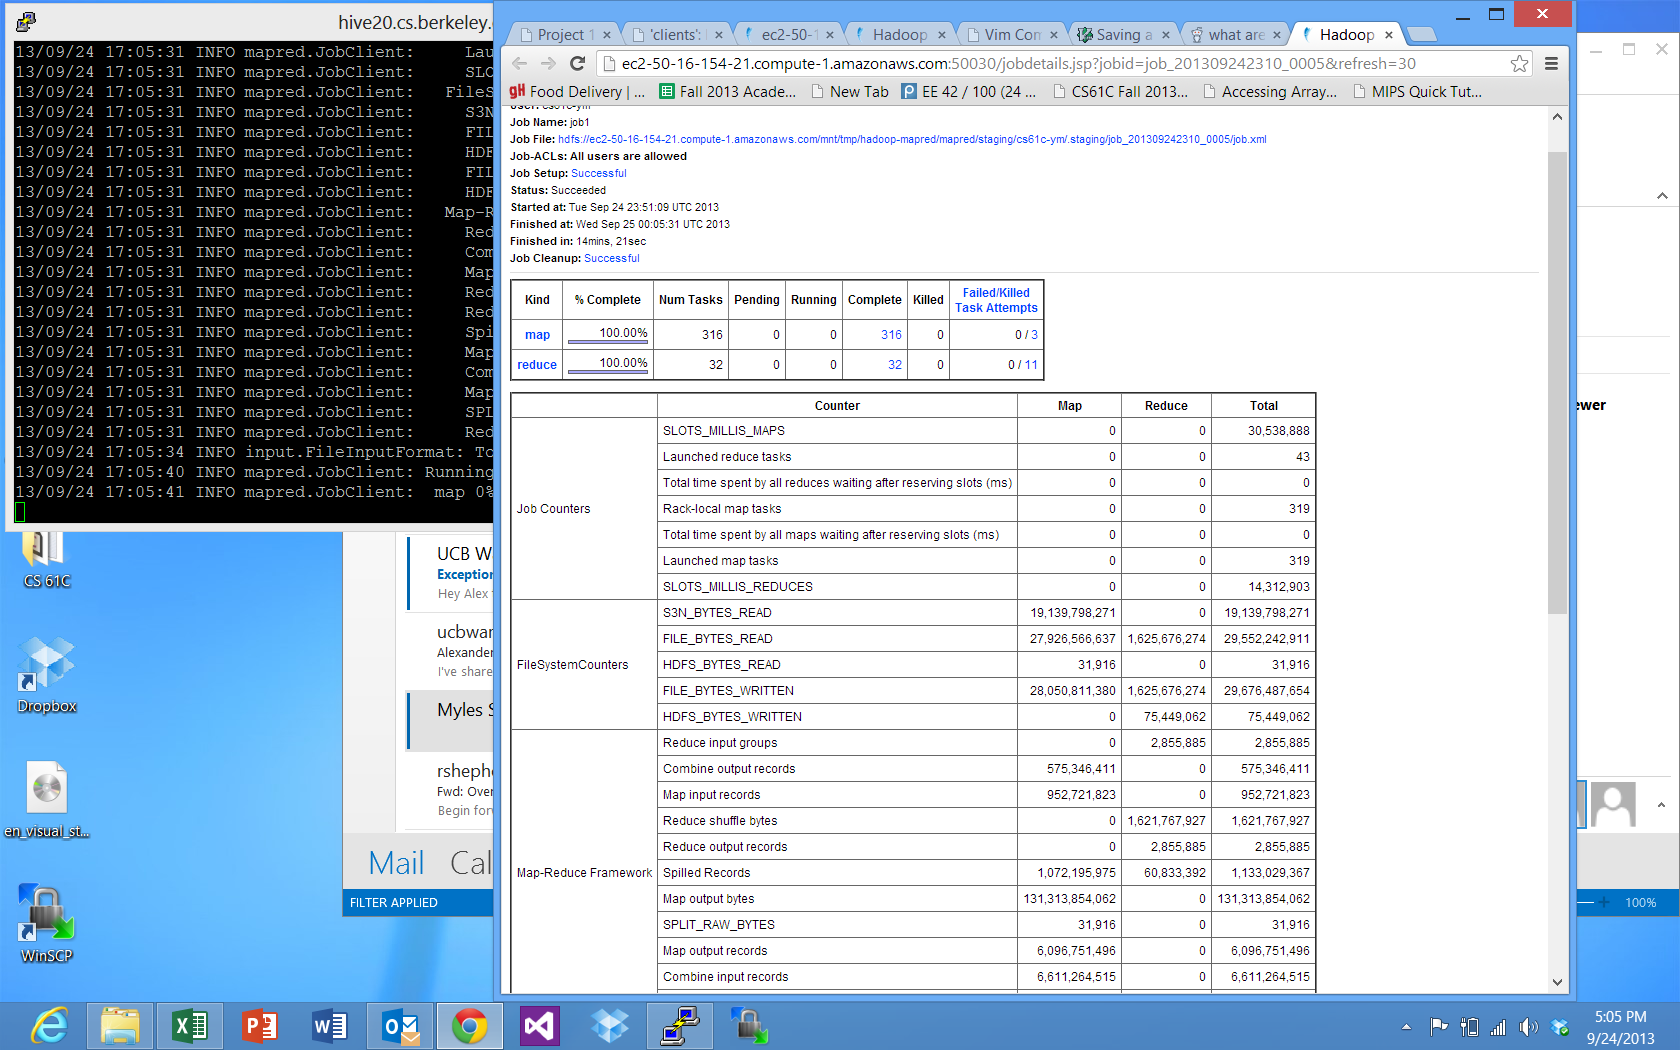 hive20.cs.berkeley.
13/09/24 17:05:31 INFO mapred.JobClient: Lau
13/09/24 17:05:31 INFO mapred.JobClient: SLO
13/09/24 17:05:31 INFO mapred.JobClient: FileS
13/09/24 17:05:31 INFO mapred.JobClient: S3N
13/09/24 17:05:31 INFO mapred.JobClient: FIL
13/09/24 17:05:31 INFO mapred.JobClient: HDF
13/09/24 17:05:31 INFO mapred.JobClient: FIL
13/09/24 17:05:31 INFO mapred.JobClient: HDF
13/09/24 17:05:31 INFO mapred.JobClient: Map-R
13/09/24 17:05:31 INFO mapred.JobClient: Red
13/09/24 17:05:31 INFO mapred.JobClient: Com
13/09/24 17:05:31 INFO mapred.JobClient: Map
13/09/24 17:05:31 INFO mapred.JobClient: Red
13/09/24 17:05:31 INFO mapred.JobClient: Red
13/09/24 17:05:31 INFO mapred.JobClient: Spi
13/09/24 17:05:31 INFO mapred.JobClient: Map
13/09/24 17:05:31 INFO mapred.JobClient: Com
13/09/24 17:05:31 INFO mapred.JobClient: Map
13/09/24 17:05:31 INFO mapred.JobClient: SPL
13/09/24 17:05:31 INFO mapred.JobClient: Red
13/09/24 17:05:34 INFO input.FileInputFormat: To
13/09/24 17:05:40 INFO mapred.JobClient: Running
13/09/24 17:05:41 INFO mapred.JobClient: map 0%
Project 1 'clients': ec2-50-1 Hadoop Vim Com Saving a what are Hadoop
ec2-50-16-154-21.compute-1.amazonaws.com:50030/jobdetails.jsp?jobid=job_201309242310_0005&refresh=30
gH Food Delivery | ... Fall 2013 Acade... New Tab P EE 42 / 100 (24 ... CS61C Fall 2013... Accessing Array... MIPS Quick Tut...
User: cs61c-ym
Job Name: job1
Job File: hdfs://ec2-50-16-154-21.compute-1.amazonaws.com/mnt/tmp/hadoop-mapred/mapred/staging/cs61c-ym/.staging/job_201309242310_0005/job.xml
Job-ACLs: All users are allowed
Job Setup: Successful
Status: Succeeded
Started at: Tue Sep 24 23:51:09 UTC 2013
Finished at: Wed Sep 25 00:05:31 UTC 2013
Finished in: 14mins, 21sec
Job Cleanup: Successful
Kind % Complete Num Tasks Pending Running Complete Killed Failed/Killed Task Attempts
map 100.00% 316 0 0 316 0 0 / 3
reduce 100.00% 32 0 0 32 0 0 / 11
Counter Map Reduce Total
Job Counters
SLOTS_MILLIS_MAPS 0 0 30,538,888
Launched reduce tasks 0 0 43
Total time spent by all reduces waiting after reserving slots (ms) 0 0 0
Rack-local map tasks 0 0 319
Total time spent by all maps waiting after reserving slots (ms) 0 0 0
Launched map tasks 0 0 319
SLOTS_MILLIS_REDUCES 0 0 14,312,903
FileSystemCounters
S3N_BYTES_READ 19,139,798,271 0 19,139,798,271
FILE_BYTES_READ 27,926,566,637 1,625,676,274 29,552,242,911
HDFS_BYTES_READ 31,916 0 31,916
FILE_BYTES_WRITTEN 28,050,811,380 1,625,676,274 29,676,487,654
HDFS_BYTES_WRITTEN 0 75,449,062 75,449,062
Map-Reduce Framework
Reduce input groups 0 2,855,885 2,855,885
Combine output records 575,346,411 0 575,346,411
Map input records 952,721,823 0 952,721,823
Reduce shuffle bytes 0 1,621,767,927 1,621,767,927
Reduce output records 0 2,855,885 2,855,885
Spilled Records 1,072,195,975 60,833,392 1,133,029,367
Map output bytes 131,313,854,062 0 131,313,854,062
SPLIT_RAW_BYTES 31,916 0 31,916
Map output records 6,096,751,496 0 6,096,751,496
Combine input records 6,611,264,515 0 6,611,264,515
ewer
CS 61C
Dropbox
en_visual_st...
WinSCP
UCB Wa
Exception
Hey Alex
ucbwar
Alexander
I've share
Myles S
rsheph
Fwd: Over
Begin forw
Mail Cal
FILTER APPLIED
100%
5:05 PM
9/24/2013